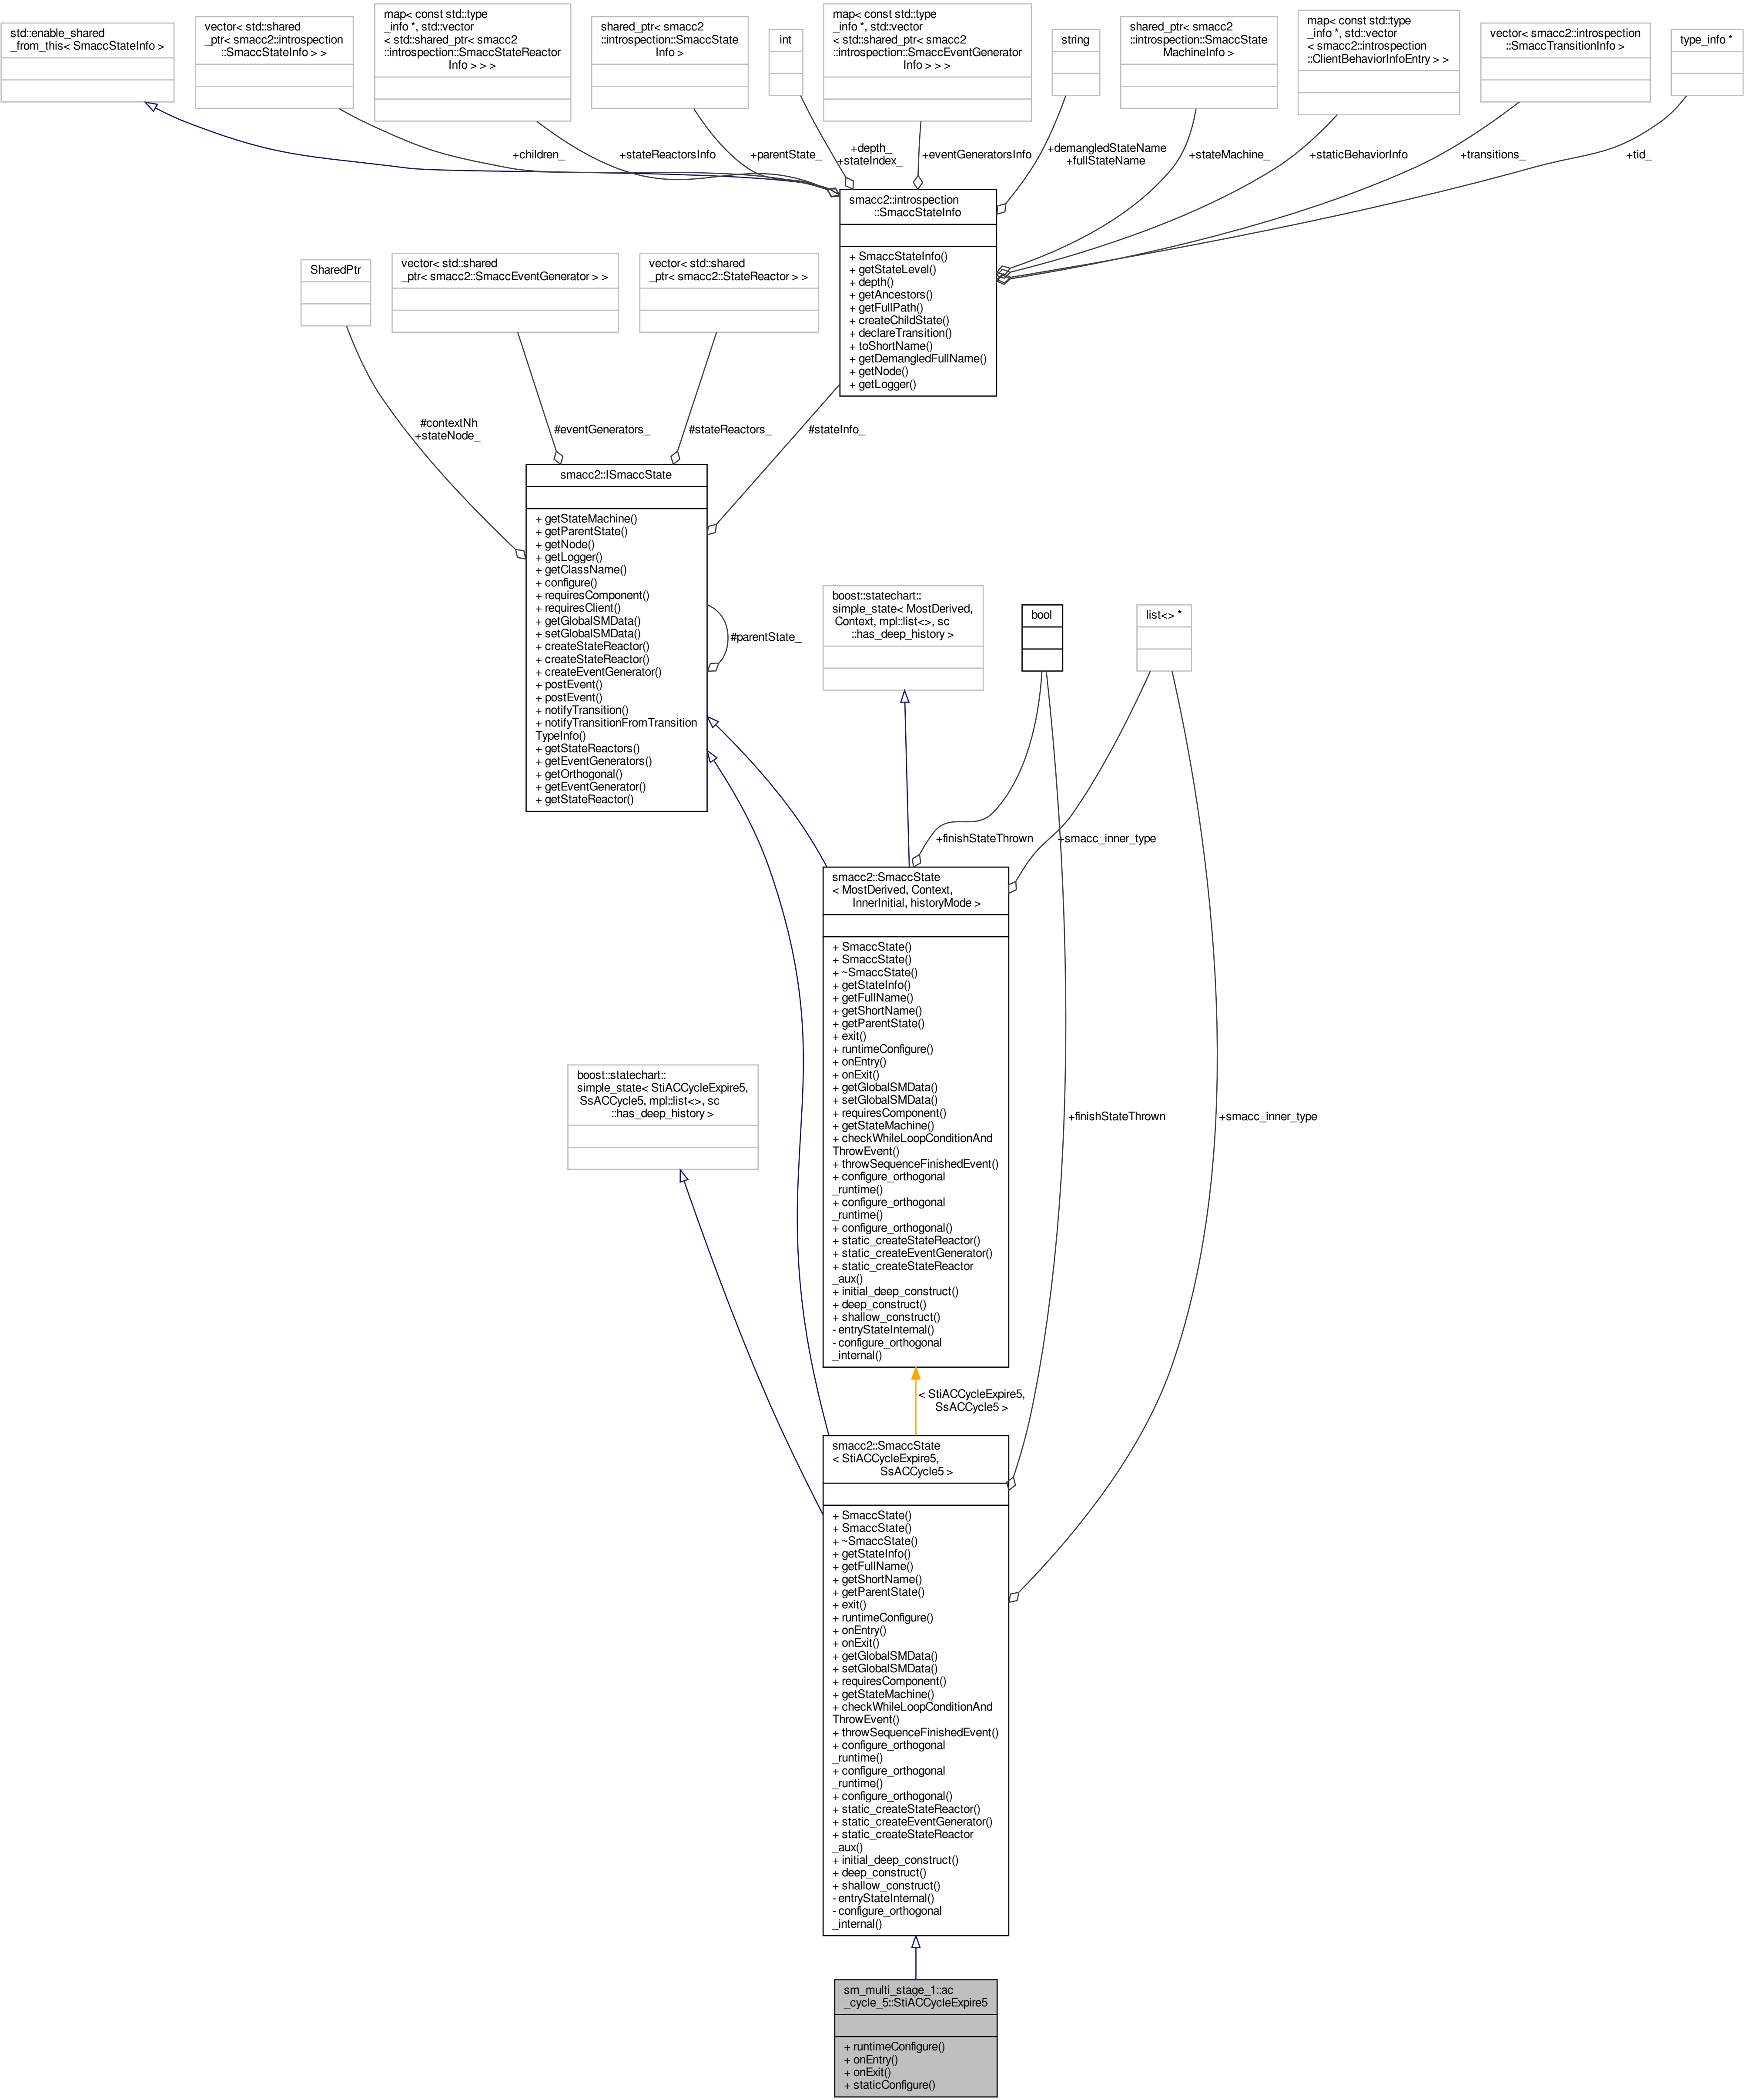 std::enable_shared
_from_this< SmaccStateInfo >
vector< std::shared
_ptr< smacc2::introspection
::SmaccStateInfo > >
map< const std::type
_info *, std::vector
< std::shared_ptr< smacc2
::introspection::SmaccStateReactor
Info > > >
shared_ptr< smacc2
::introspection::SmaccState
Info >
int
map< const std::type
_info *, std::vector
< std::shared_ptr< smacc2
::introspection::SmaccEventGenerator
Info > > >
string
shared_ptr< smacc2
::introspection::SmaccState
MachineInfo >
map< const std::type
_info *, std::vector
< smacc2::introspection
::ClientBehaviorInfoEntry > >
vector< smacc2::introspection
::SmaccTransitionInfo >
type_info *
+children_
+stateReactorsInfo
+parentState_
+depth_
+stateIndex_
+eventGeneratorsInfo
+demangledStateName
+fullStateName
+stateMachine_
+staticBehaviorInfo
+transitions_
+tid_
smacc2::introspection
::SmaccStateInfo
+ SmaccStateInfo()
+ getStateLevel()
+ depth()
+ getAncestors()
+ getFullPath()
+ createChildState()
+ declareTransition()
+ toShortName()
+ getDemangledFullName()
+ getNode()
+ getLogger()
SharedPtr
vector< std::shared
_ptr< smacc2::SmaccEventGenerator > >
vector< std::shared
_ptr< smacc2::StateReactor > >
#contextNh
+stateNode_
#eventGenerators_
#stateReactors_
#stateInfo_
smacc2::ISmaccState
+ getStateMachine()
+ getParentState()
+ getNode()
+ getLogger()
+ getClassName()
+ configure()
+ requiresComponent()
+ requiresClient()
+ getGlobalSMData()
+ setGlobalSMData()
+ createStateReactor()
+ createStateReactor()
+ createEventGenerator()
+ postEvent()
+ postEvent()
+ notifyTransition()
+ notifyTransitionFromTransition
TypeInfo()
+ getStateReactors()
+ getEventGenerators()
+ getOrthogonal()
+ getEventGenerator()
+ getStateReactor()
#parentState_
boost::statechart::
simple_state< MostDerived,
Context, mpl::list<>, sc
::has_deep_history >
bool
list<> *
+finishStateThrown
+smacc_inner_type
smacc2::SmaccState
< MostDerived, Context,
InnerInitial, historyMode >
+ SmaccState()
+ SmaccState()
+ ~SmaccState()
+ getStateInfo()
+ getFullName()
+ getShortName()
+ getParentState()
+ exit()
+ runtimeConfigure()
+ onEntry()
+ onExit()
+ getGlobalSMData()
+ setGlobalSMData()
+ requiresComponent()
+ getStateMachine()
+ checkWhileLoopConditionAnd
ThrowEvent()
+ throwSequenceFinishedEvent()
+ configure_orthogonal
_runtime()
+ configure_orthogonal
_runtime()
+ configure_orthogonal()
+ static_createStateReactor()
+ static_createEventGenerator()
+ static_createStateReactor
_aux()
+ initial_deep_construct()
+ deep_construct()
+ shallow_construct()
- entryStateInternal()
- configure_orthogonal
_internal()
boost::statechart::
simple_state< StiACCycleExpire5,
SsACCycle5, mpl::list<>, sc
::has_deep_history >
+finishStateThrown
+smacc_inner_type
< StiACCycleExpire5,
SsACCycle5 >
smacc2::SmaccState
< StiACCycleExpire5,
SsACCycle5 >
+ SmaccState()
+ SmaccState()
+ ~SmaccState()
+ getStateInfo()
+ getFullName()
+ getShortName()
+ getParentState()
+ exit()
+ runtimeConfigure()
+ onEntry()
+ onExit()
+ getGlobalSMData()
+ setGlobalSMData()
+ requiresComponent()
+ getStateMachine()
+ checkWhileLoopConditionAnd
ThrowEvent()
+ throwSequenceFinishedEvent()
+ configure_orthogonal
_runtime()
+ configure_orthogonal
_runtime()
+ configure_orthogonal()
+ static_createStateReactor()
+ static_createEventGenerator()
+ static_createStateReactor
_aux()
+ initial_deep_construct()
+ deep_construct()
+ shallow_construct()
- entryStateInternal()
- configure_orthogonal
_internal()
sm_multi_stage_1::ac
_cycle_5::StiACCycleExpire5
+ runtimeConfigure()
+ onEntry()
+ onExit()
+ staticConfigure()